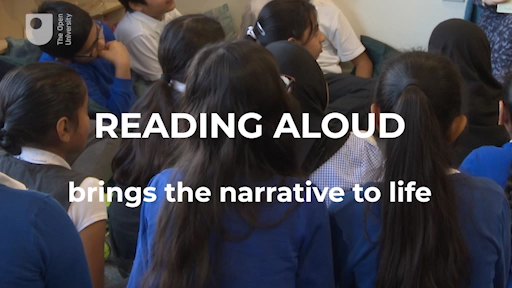 The Open
University
READING ALOUD
brings the narrative to life